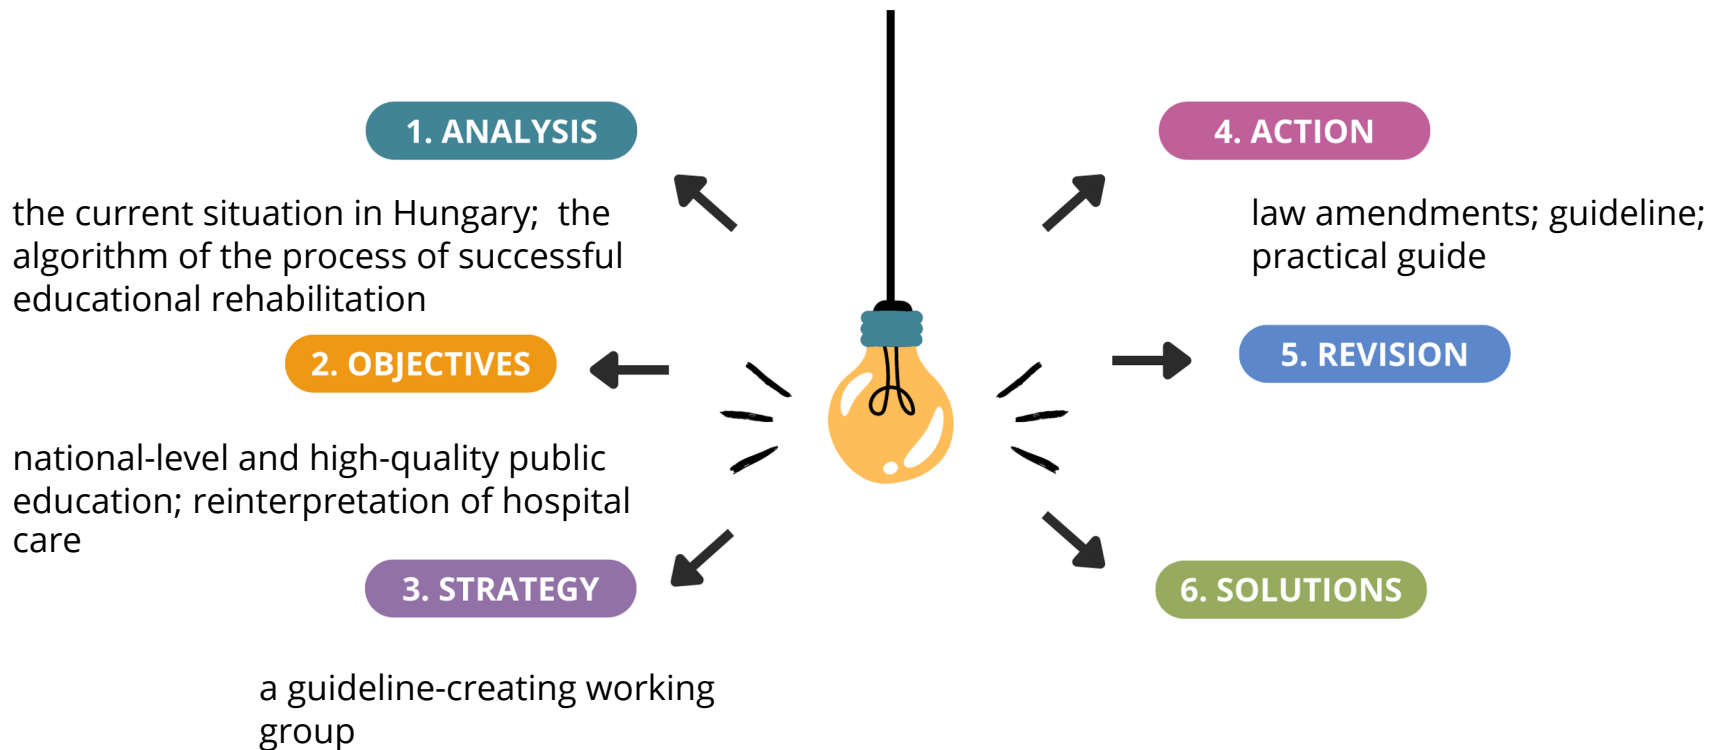 1. ANALYSIS
the current situation in Hungary;  the
algorithm of the process of successful
educational rehabilitation
2. OBJECTIVES
national-level and high-quality public
education; reinterpretation of hospital
care
3. STRATEGY
a guideline-creating working
group
4. ACTION
law amendments; guideline;
practical guide
5. REVISION
6. SOLUTIONS